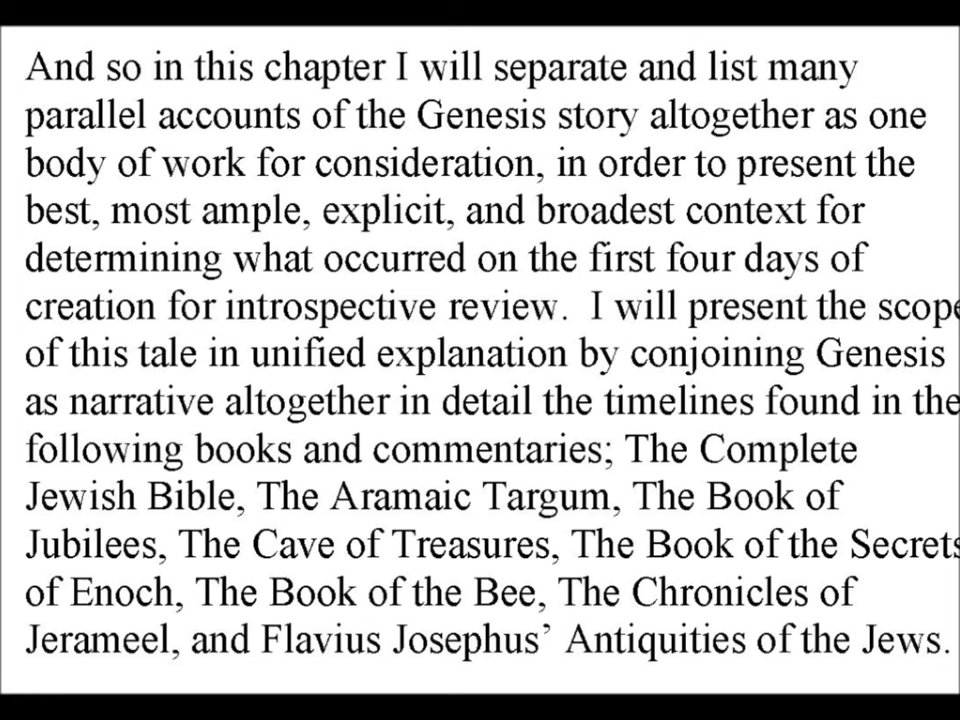 And so in this chapter I will separate and list many
parallel accounts of the Genesis story altogether as one
body of work for consideration, in order to present the
best, most ample, explicit, and broadest context for
determining what occurred on the first four days of
creation for introspective review.  I will present the scope
of this tale in unified explanation by conjoining Genesis
as narrative altogether in detail the timelines found in the
following books and commentaries; The Complete
Jewish Bible, The Aramaic Targum, The Book of
Jubilees, The Cave of Treasures, The Book of the Secrets
of Enoch, The Book of the Bee, The Chronicles of
Jerameel, and Flavius Josephus’ Antiquities of the Jews.